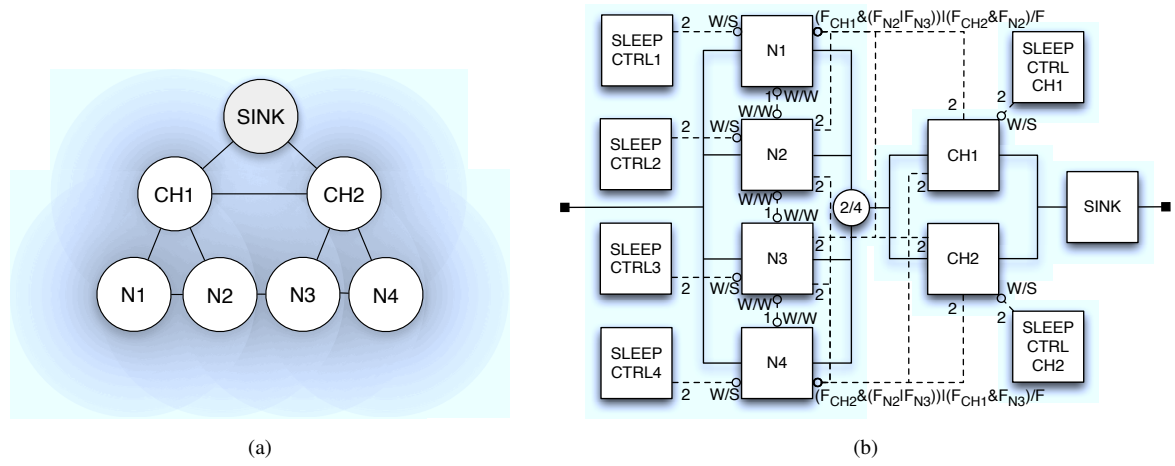 SINK
CH1
CH2
N1
N2
N3
N4
(a)
SLEEP
CTRL1
2
W/S
N1
(F_CH1&(F_N2|F_N3))|(F_CH2&F_N2)/F
1
W/W
W/W
2
SLEEP
CTRL2
2
W/S
N2
2
W/W
1
W/W
SLEEP
CTRL3
2
W/S
N3
2
2
W/W
1
W/W
SLEEP
CTRL4
2
W/S
N4
(F_CH2&(F_N2|F_N3))|(F_CH1&F_N3)/F
2/4
2
CH1
2
W/S
2
SLEEP
CTRL
CH1
2
CH2
2
W/S
2
SLEEP
CTRL
CH2
SINK
(b)